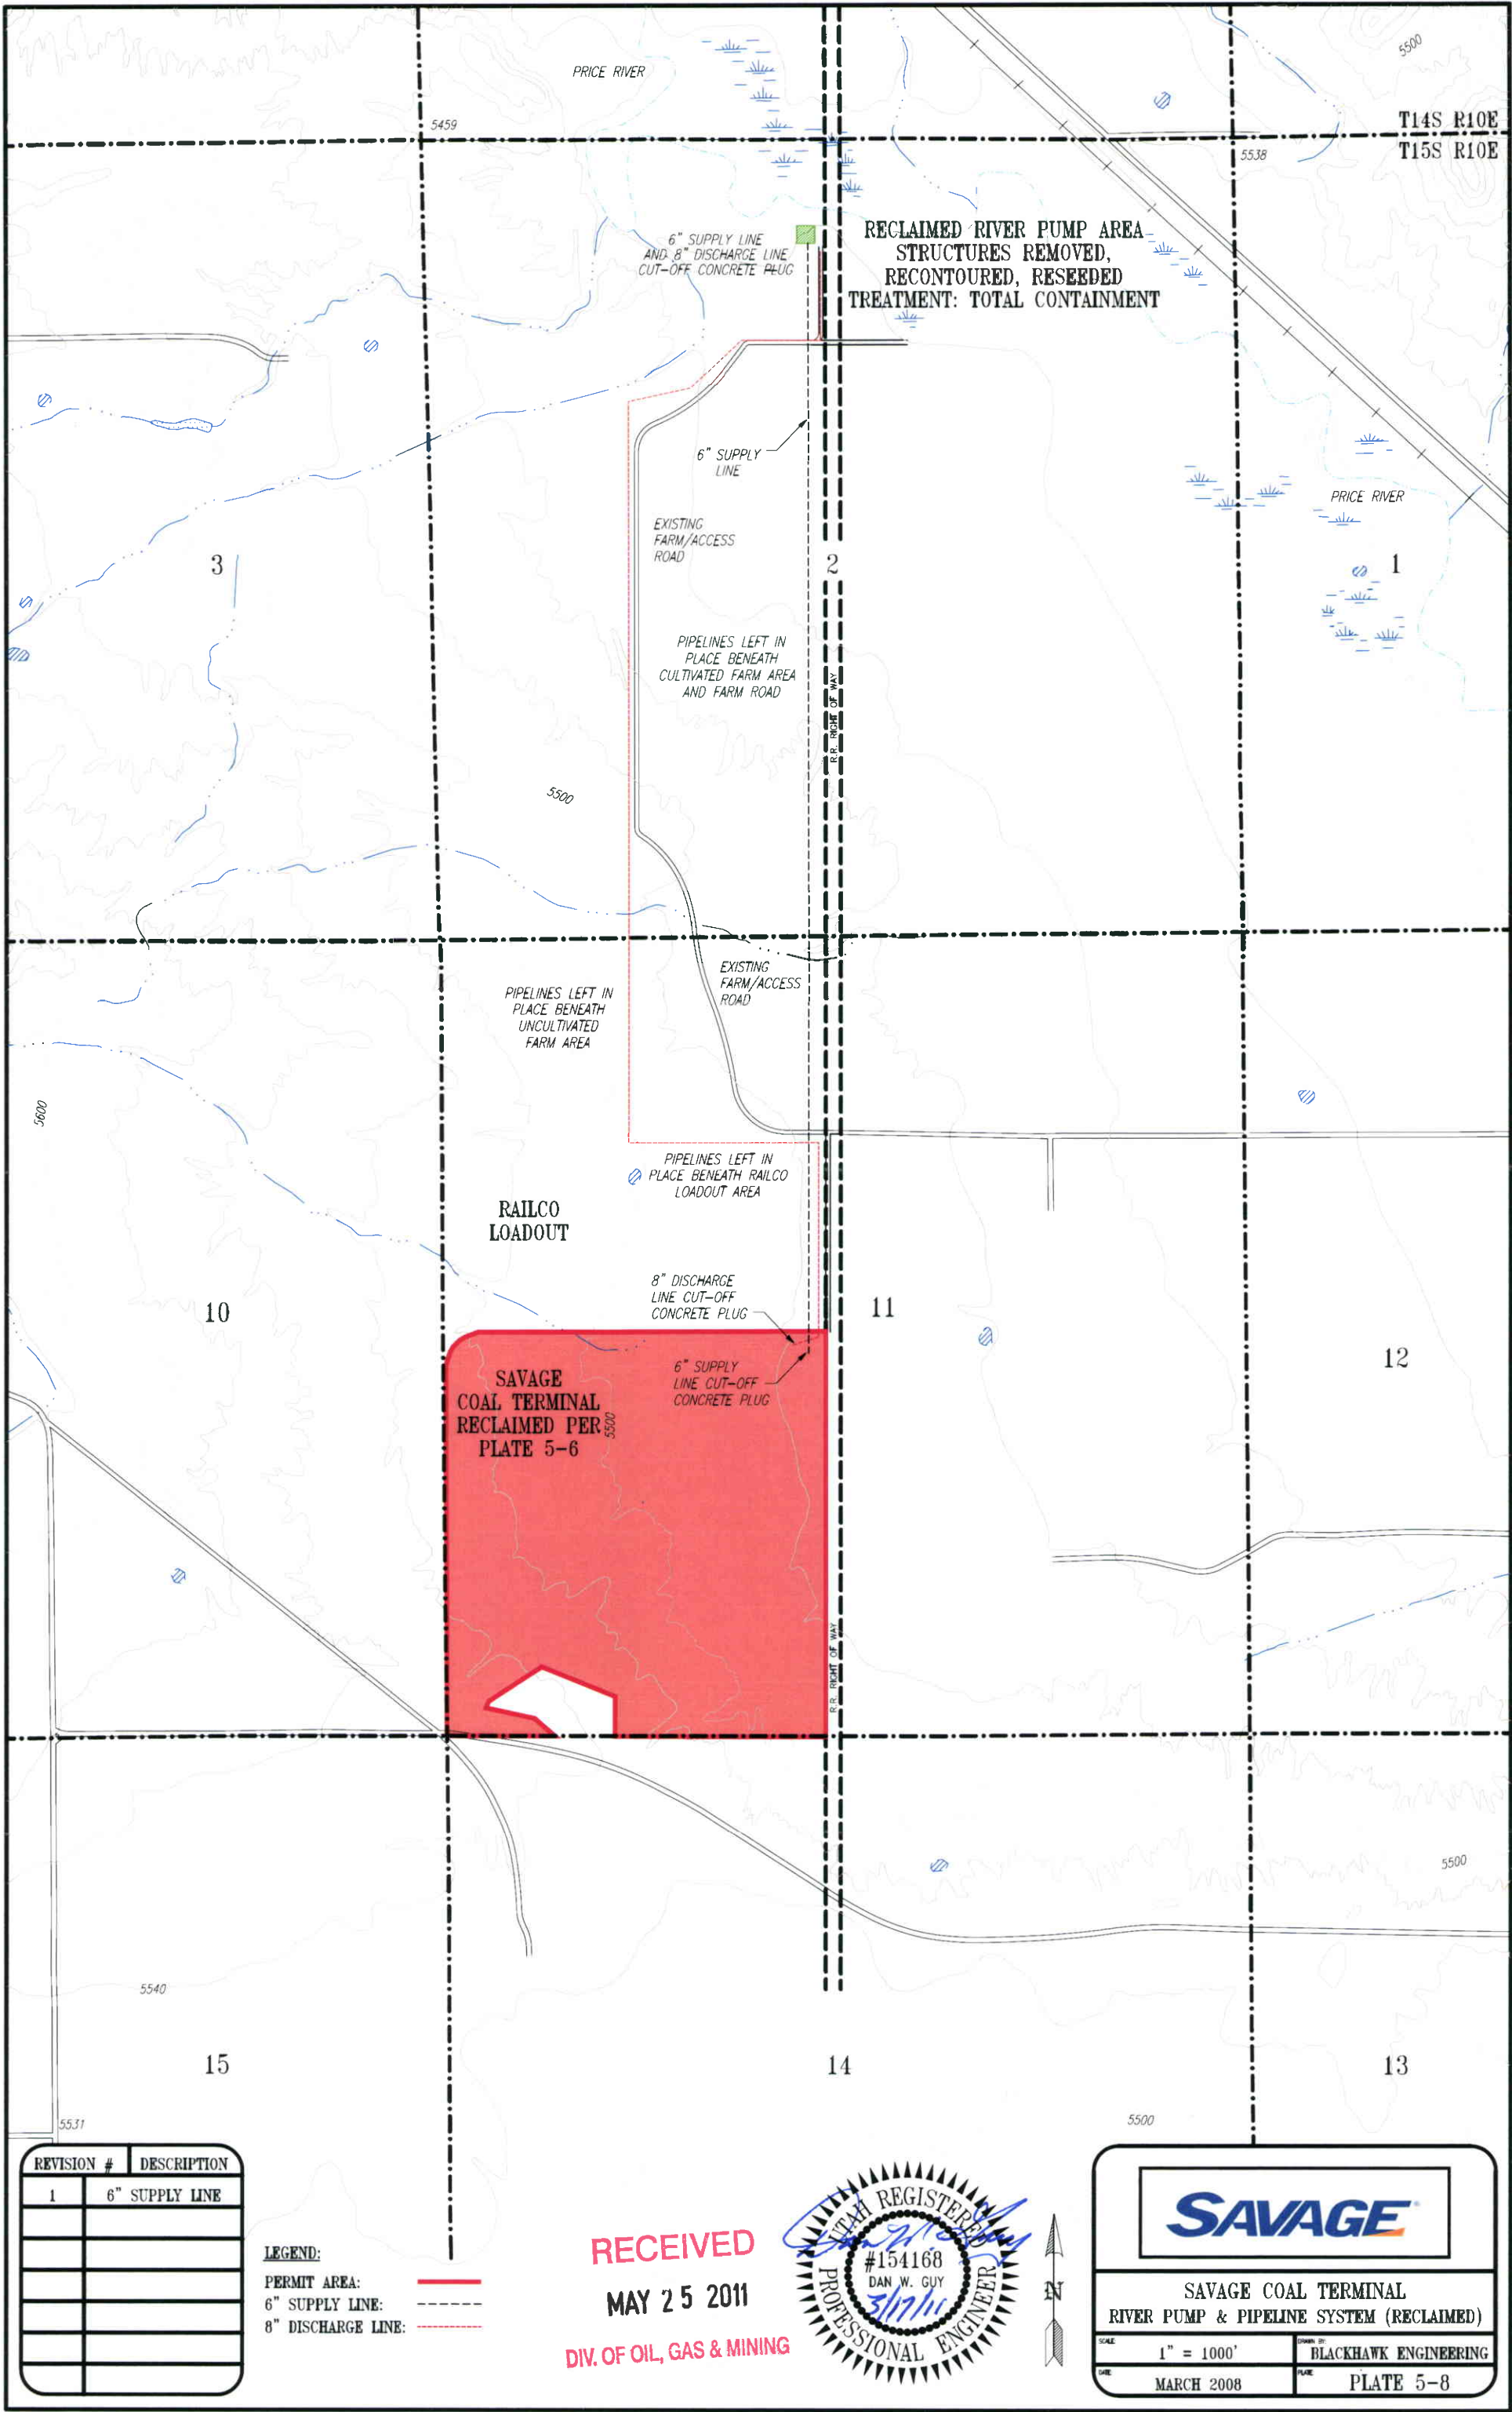 5500
PRICE RIVER
5459
T14S R10E
T15S R10E
5538
6" SUPPLY LINE
AND 8" DISCHARGE LINE
CUT-OFF CONCRETE PLUG
RECLAIMED RIVER PUMP AREA
STRUCTURES REMOVED,
RECONTOURED, RESEEDED
TREATMENT: TOTAL CONTAINMENT
6" SUPPLY
LINE
PRICE RIVER
EXISTING
FARM/ACCESS
ROAD
3
2
1
PIPELINES LEFT IN
PLACE BENEATH
CULTIVATED FARM AREA
AND FARM ROAD
R.R. RIGHT OF WAY
5500
EXISTING
FARM/ACCESS
ROAD
PIPELINES LEFT IN
PLACE BENEATH
UNCULTIVATED
FARM AREA
5600
PIPELINES LEFT IN
PLACE BENEATH RAILCO
LOADOUT AREA
RAILCO
LOADOUT
8" DISCHARGE
LINE CUT-OFF
CONCRETE PLUG
10
11
12
6" SUPPLY
LINE CUT-OFF
CONCRETE PLUG
SAVAGE
COAL TERMINAL
RECLAIMED PER
PLATE 5-6
5500
R.R. RIGHT OF WAY
5500
5540
15
14
13
5531
5500
REVISION # DESCRIPTION
1 6" SUPPLY LINE
LEGEND:
PERMIT AREA:
6" SUPPLY LINE:
8" DISCHARGE LINE:
RECEIVED
MAY 25 2011
DIV. OF OIL, GAS & MINING
UTAH REGISTERED
#154168
DAN W. GUY
5/17/11
PROFESSIONAL ENGINEER
N
SAVAGE
SAVAGE COAL TERMINAL
RIVER PUMP & PIPELINE SYSTEM (RECLAIMED)
SCALE 1" = 1000'
DRAWN BY: BLACKHAWK ENGINEERING
DATE MARCH 2008
PLATE PLATE 5-8